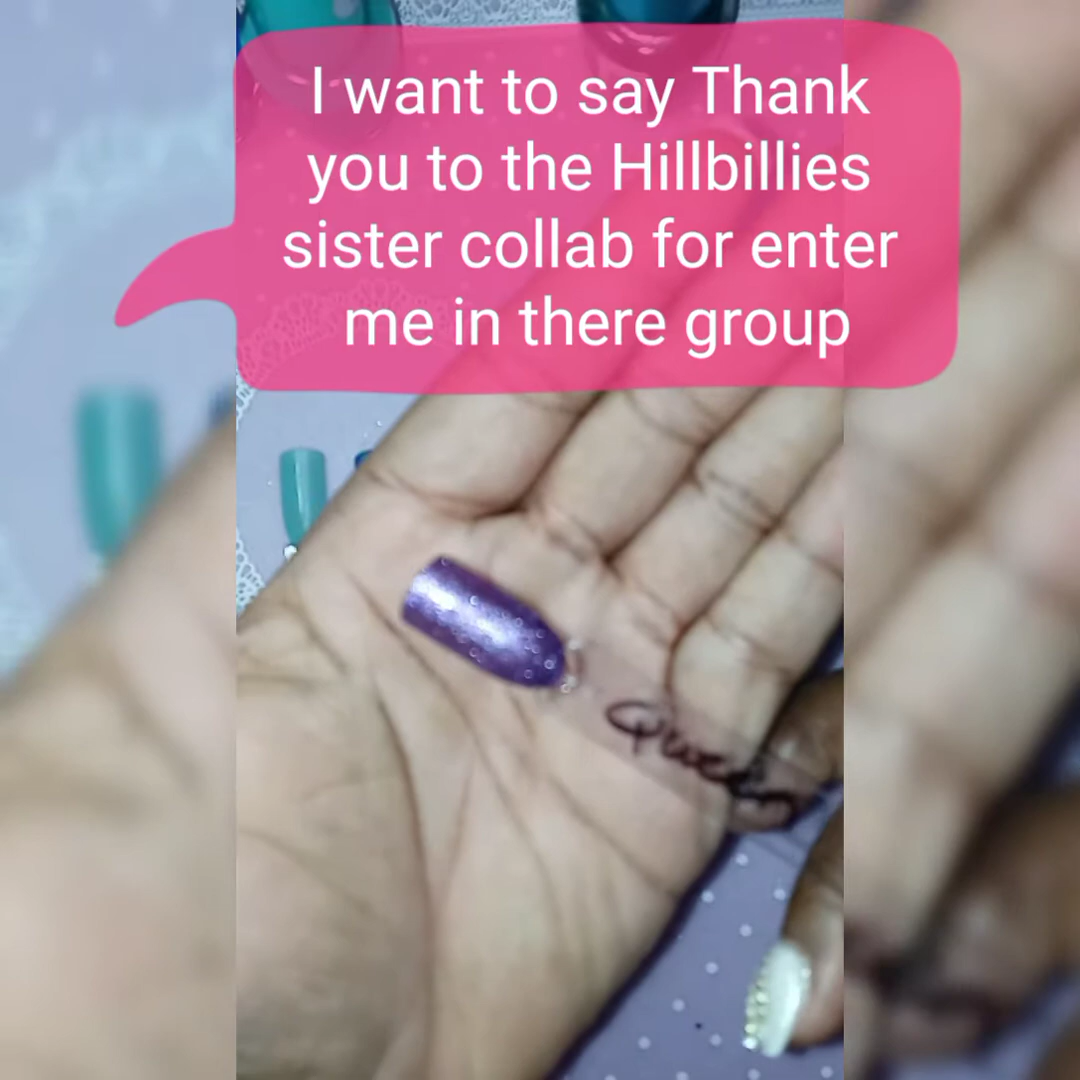 I want to say Thank
you to the Hillbillies
sister collab for enter
me in there group